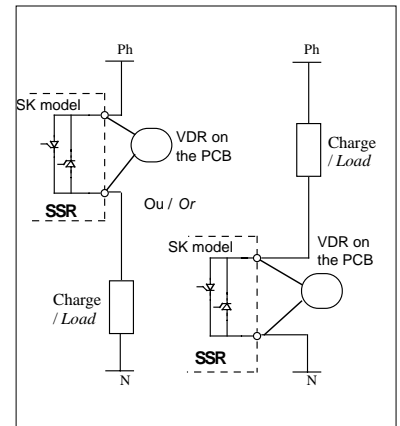 Ph
SK model
VDR on
the PCB
SSR
Ou / Or
Charge
/ Load
N
Ph
Charge
/ Load
SK model
VDR on
the PCB
SSR
N